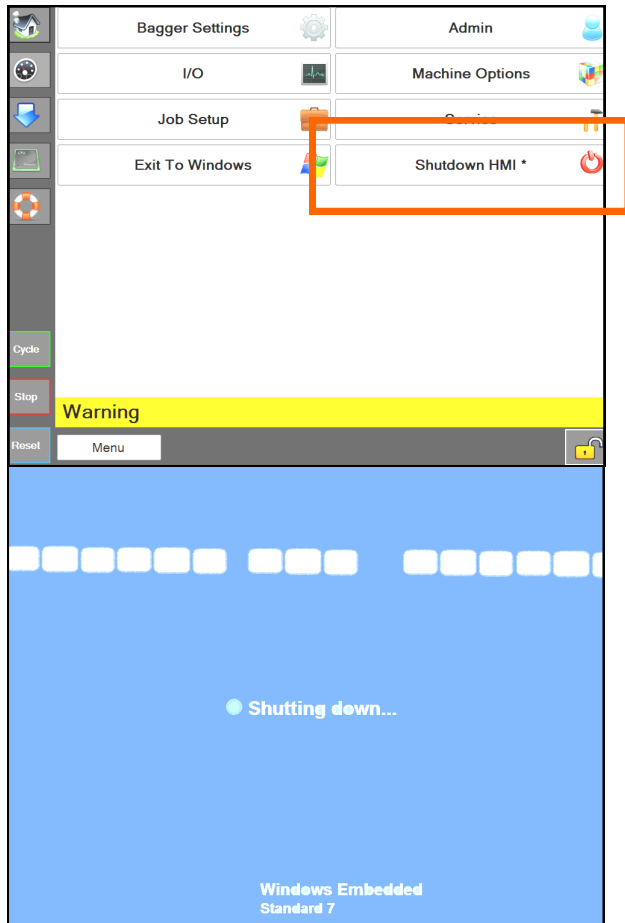 Bagger Settings
Admin
I/O
Machine Options
Job Setup
Service
Exit To Windows
Shutdown HMI *
Cycle
Stop
Warning
Reset
Menu
Shutting down...
Windows Embedded
Standard 7